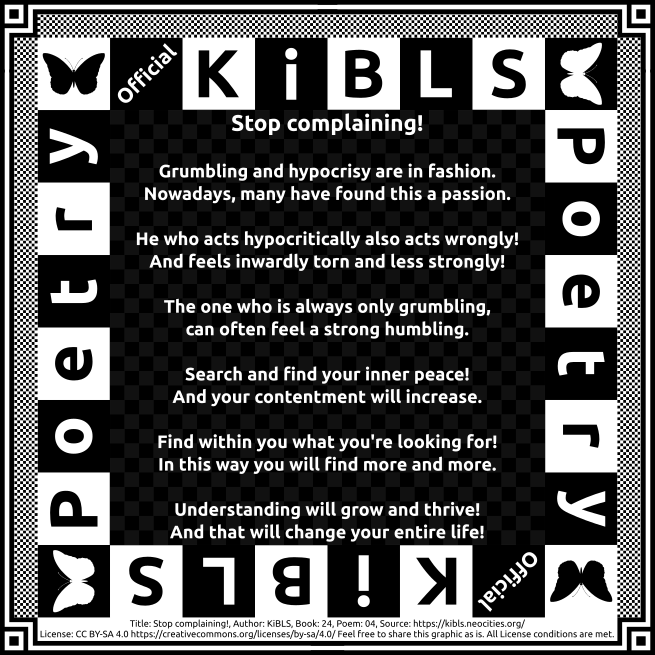 Official
KiBLS
Poetry
Poetry
Stop complaining!
Grumbling and hypocrisy are in fashion.
Nowadays, many have found this a passion.
He who acts hypocritically also acts wrongly!
And feels inwardly torn and less strongly!
The one who is always only grumbling,
can often feel a strong humbling.
Search and find your inner peace!
And your contentment will increase.
Find within you what you're looking for!
In this way you will find more and more.
Understanding will grow and thrive!
And that will change your entire life!
Official
KiBLS
Title: Stop complaining!, Author: KiBLS, Book: 24, Poem: 04, Source: https://kibls.neocities.org/
License: CC BY-SA 4.0 https://creativecommons.org/licenses/by-sa/4.0/ Feel free to share this graphic as is. All License conditions are met.